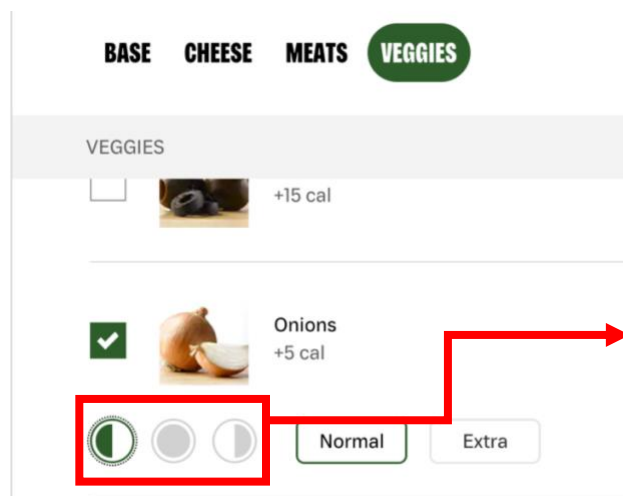 BASE CHEESE MEATS VEGGIES
VEGGIES
+15 cal
Onions
+5 cal
Normal Extra